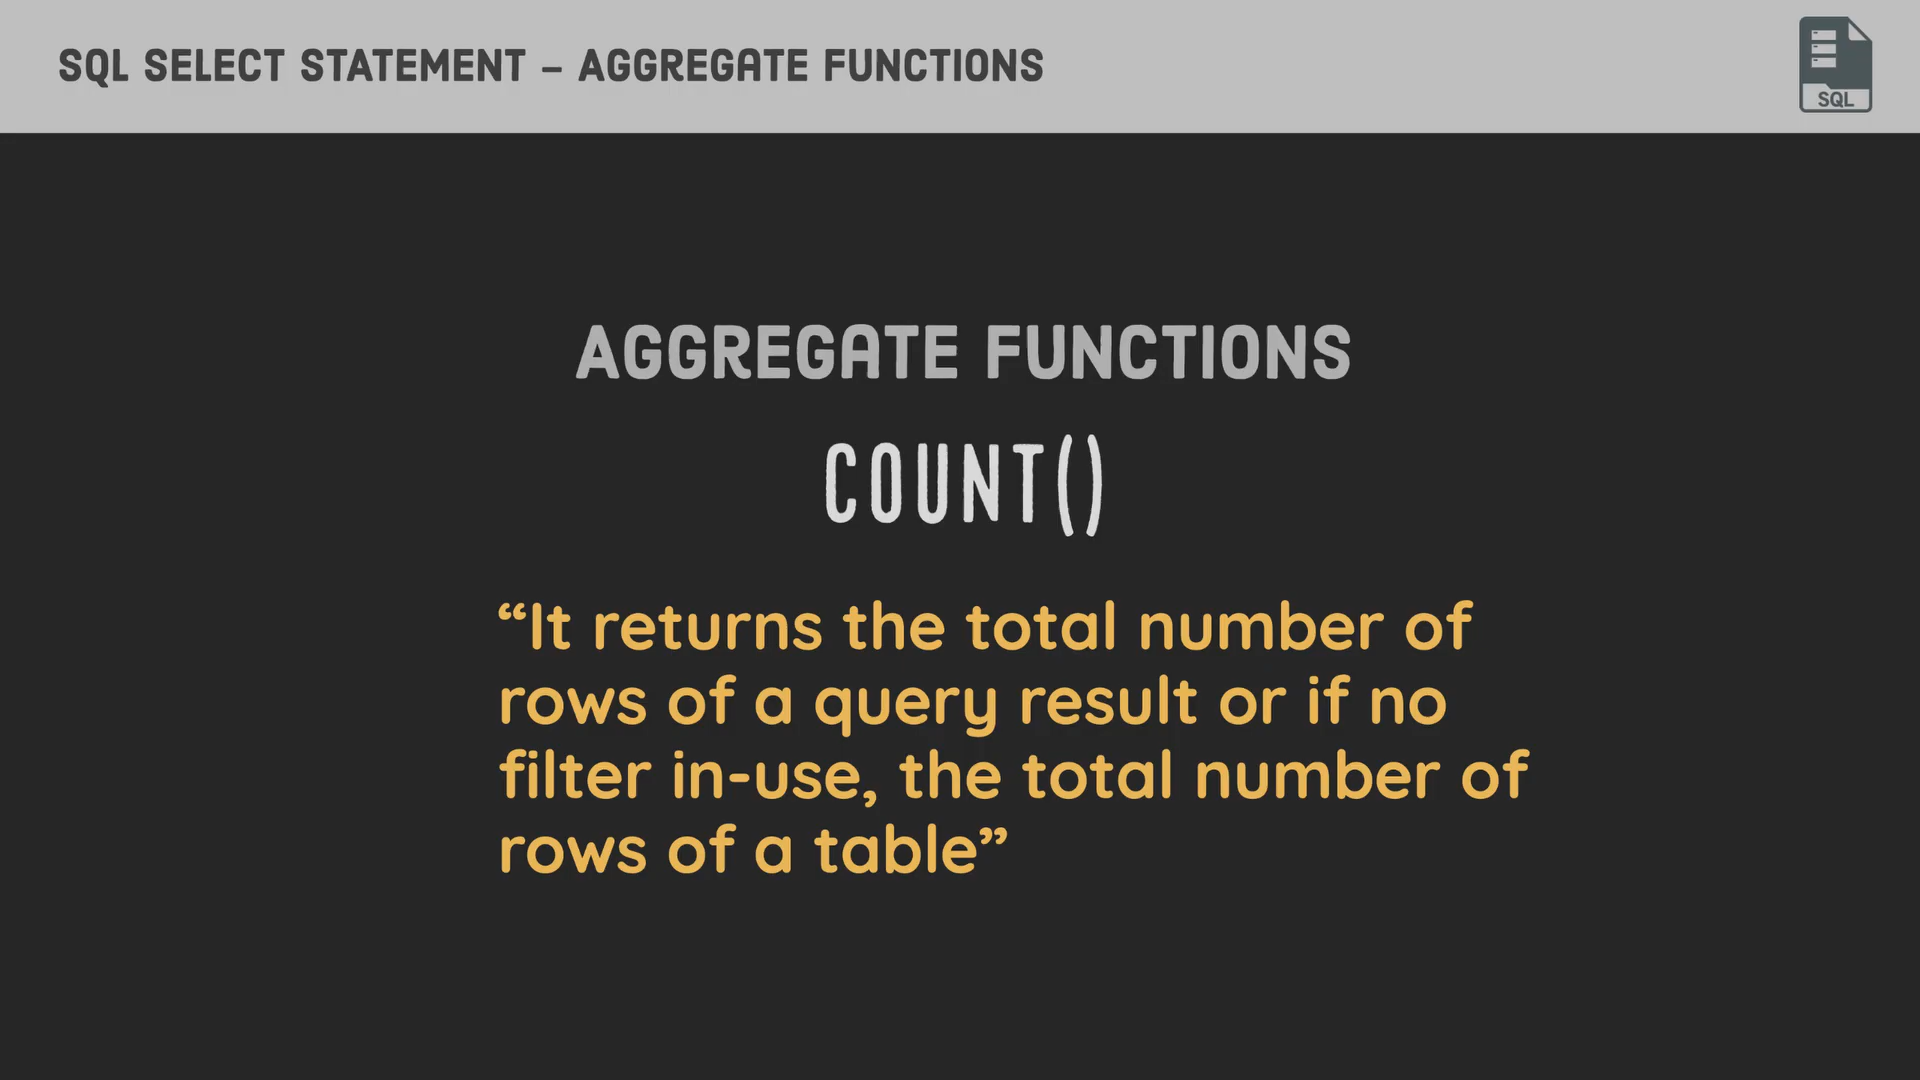 SQL SELECT STATEMENT – AGGREGATE FUNCTIONS
SQL
AGGREGATE FUNCTIONS
COUNT()
“It returns the total number of
rows of a query result or if no
filter in-use, the total number of
rows of a table”